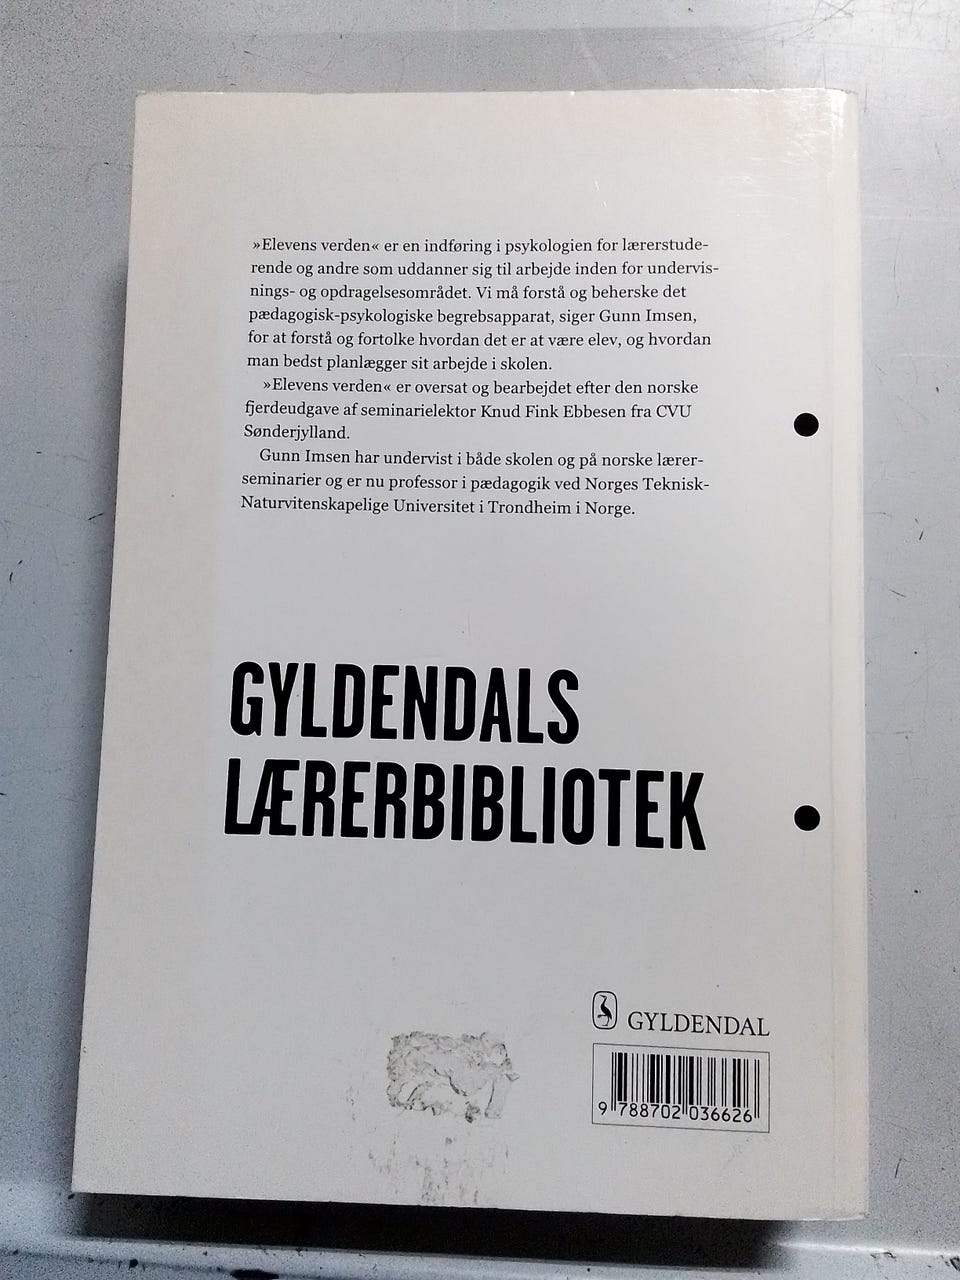 »Elevens verden« er en indføring i psykologien for lærerstude-
rende og andre som uddanner sig til arbejde inden for undervis-
nings- og opdragelsesområdet. Vi må forstå og beherske det
pædagogisk-psykologiske begrebsapparat, siger Gunn Imsen,
for at forstå og fortolke hvordan det er at være elev, og hvordan
man bedst planlægger sit arbejde i skolen.
»Elevens verden« er oversat og bearbejdet efter den norske
fjerdeudgave af seminarielektor Knud Fink Ebbesen fra CVU
Sønderjylland.
Gunn Imsen har undervist i både skolen og på norske lærer-
seminarier og er nu professor i pædagogik ved Norges Teknisk-
Naturvitenskapelige Universitet i Trondheim i Norge.
GYLDENDALS
LÆRERBIBLIOTEK
GYLDENDAL
9 788702 036626